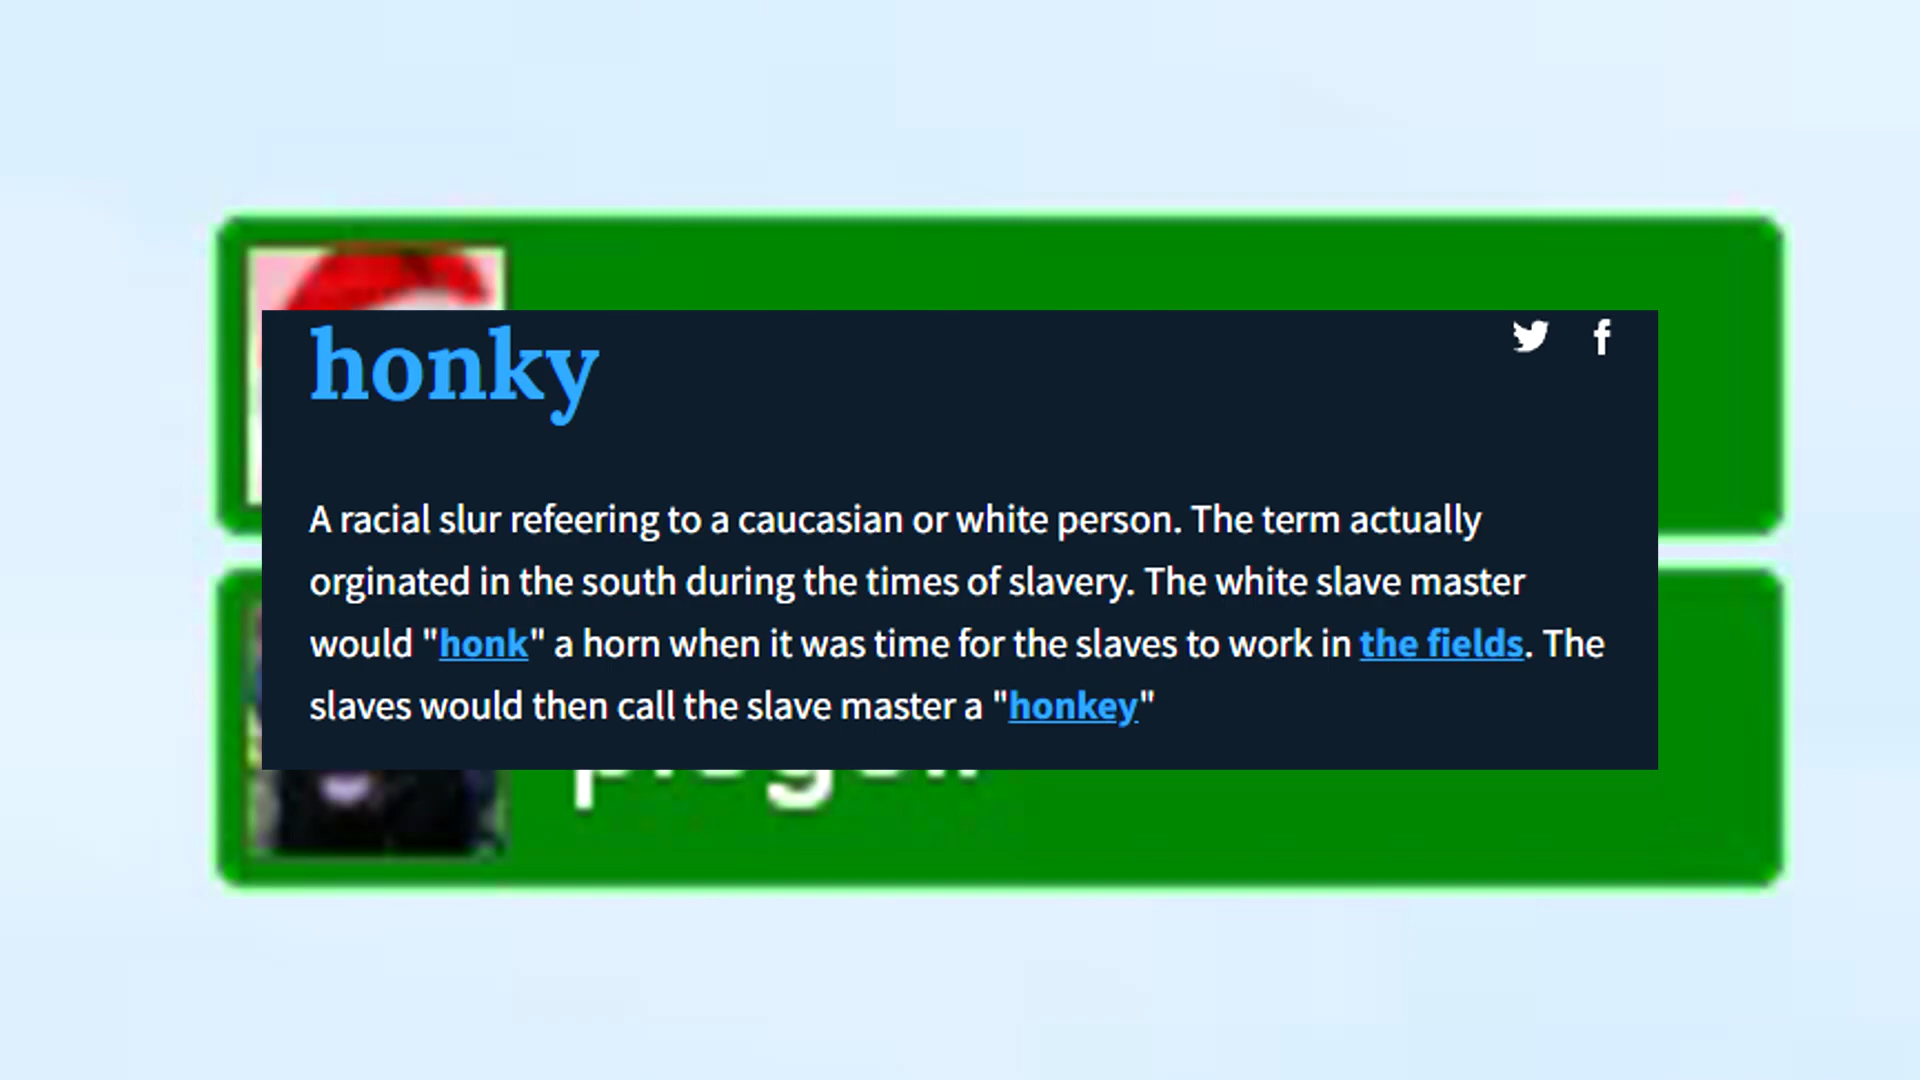 honky
A racial slur refeering to a caucasian or white person. The term actually
orginated in the south during the times of slavery. The white slave master
would "honk" a horn when it was time for the slaves to work in the fields. The
slaves would then call the slave master a "honkey"